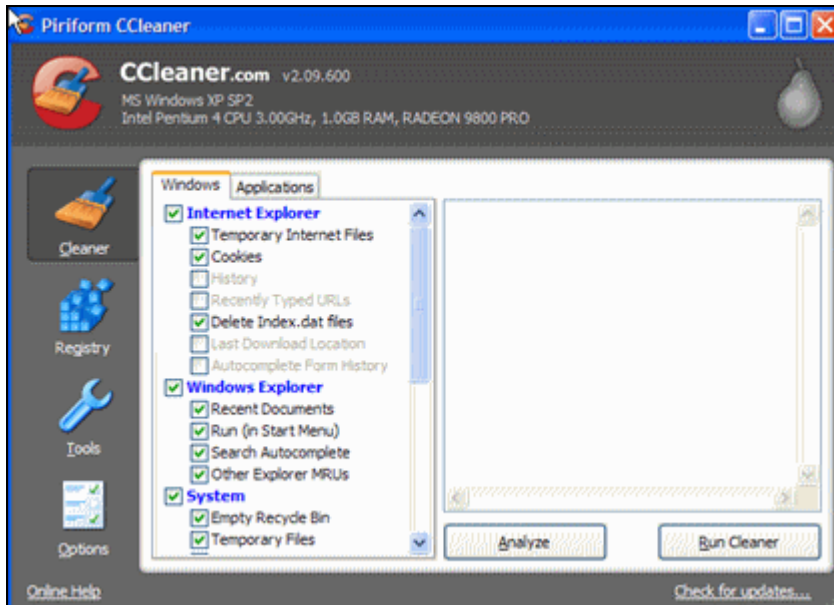 Piriform CCleaner
CCleaner.com v2.09.600
MS Windows XP SP2
Intel Pentium 4 CPU 3.00GHz, 1.0GB RAM, RADEON 9800 PRO
Cleaner
Registry
Tools
Options
Windows
Applications
Internet Explorer
Temporary Internet Files
Cookies
History
Recently Typed URLs
Delete Index.dat files
Last Download Location
Autocomplete Form History
Windows Explorer
Recent Documents
Run (in Start Menu)
Search Autocomplete
Other Explorer MRUs
System
Empty Recycle Bin
Temporary Files
Analyze
Run Cleaner
Online Help
Check for updates...